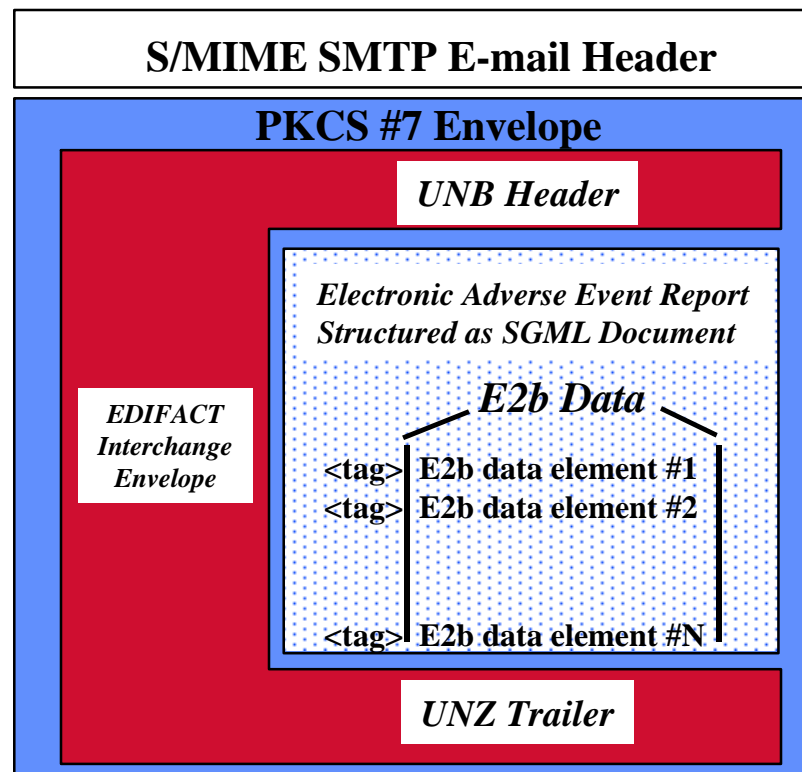 S/MIME SMTP E-mail Header
PKCS #7 Envelope
UNB Header
Electronic Adverse Event Report
Structured as SGML Document
E2b Data
EDIFACT
Interchange
Envelope
<tag> E2b data element #1
<tag> E2b data element #2
<tag> E2b data element #N
UNZ Trailer